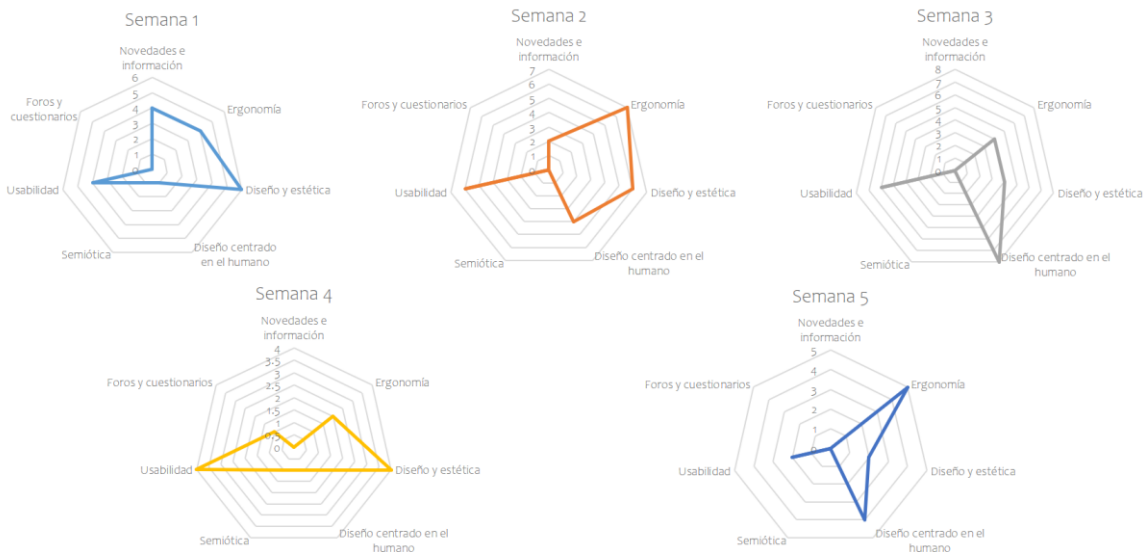 Semana 1
Novedades e
información
6
5
4
3
2
1
0
Ergonomía
Diseño y estética
Diseño centrado
en el humano
Semiótica
Usabilidad
Foros y
cuestionarios
Semana 2
Novedades e
información
7
6
5
4
3
2
1
0
Ergonomía
Diseño y estética
Diseño centrado en el
humano
Semiótica
Usabilidad
Foros y cuestionarios
Semana 3
Novedades e
información
8
7
6
5
4
3
2
1
0
Ergonomía
Diseño y estética
Diseño centrado en el
humano
Semiótica
Usabilidad
Foros y cuestionarios
Semana 4
Novedades e
información
4
3.5
3
2.5
2
1.5
1
0.5
0
Ergonomía
Diseño y estética
Diseño centrado en el
humano
Semiótica
Usabilidad
Foros y cuestionarios
Semana 5
Novedades e
información
5
4
3
2
1
0
Ergonomía
Diseño y estética
Diseño centrado en el
humano
Semiótica
Usabilidad
Foros y cuestionarios